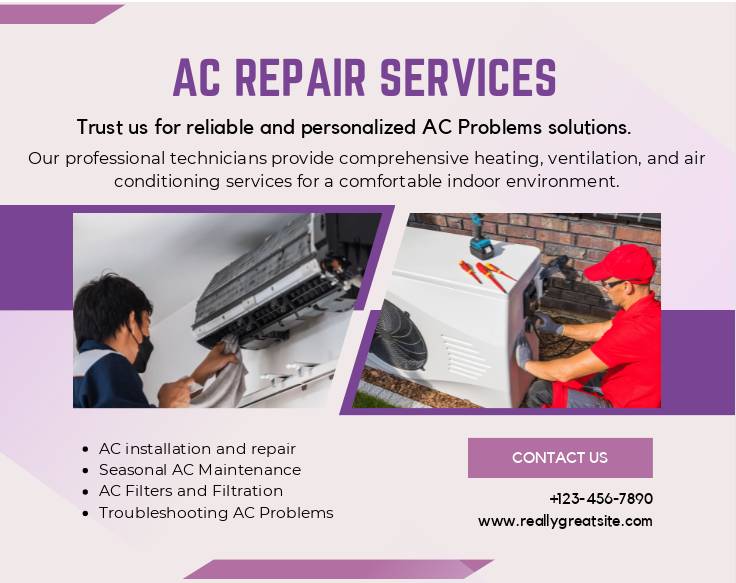 AC REPAIR SERVICES
Trust us for reliable and personalized AC Problems solutions.
Our professional technicians provide comprehensive heating, ventilation, and air
conditioning services for a comfortable indoor environment.
• AC installation and repair
• Seasonal AC Maintenance
• AC Filters and Filtration
• Troubleshooting AC Problems
CONTACT US
+123-456-7890
www.reallygreatsite.com